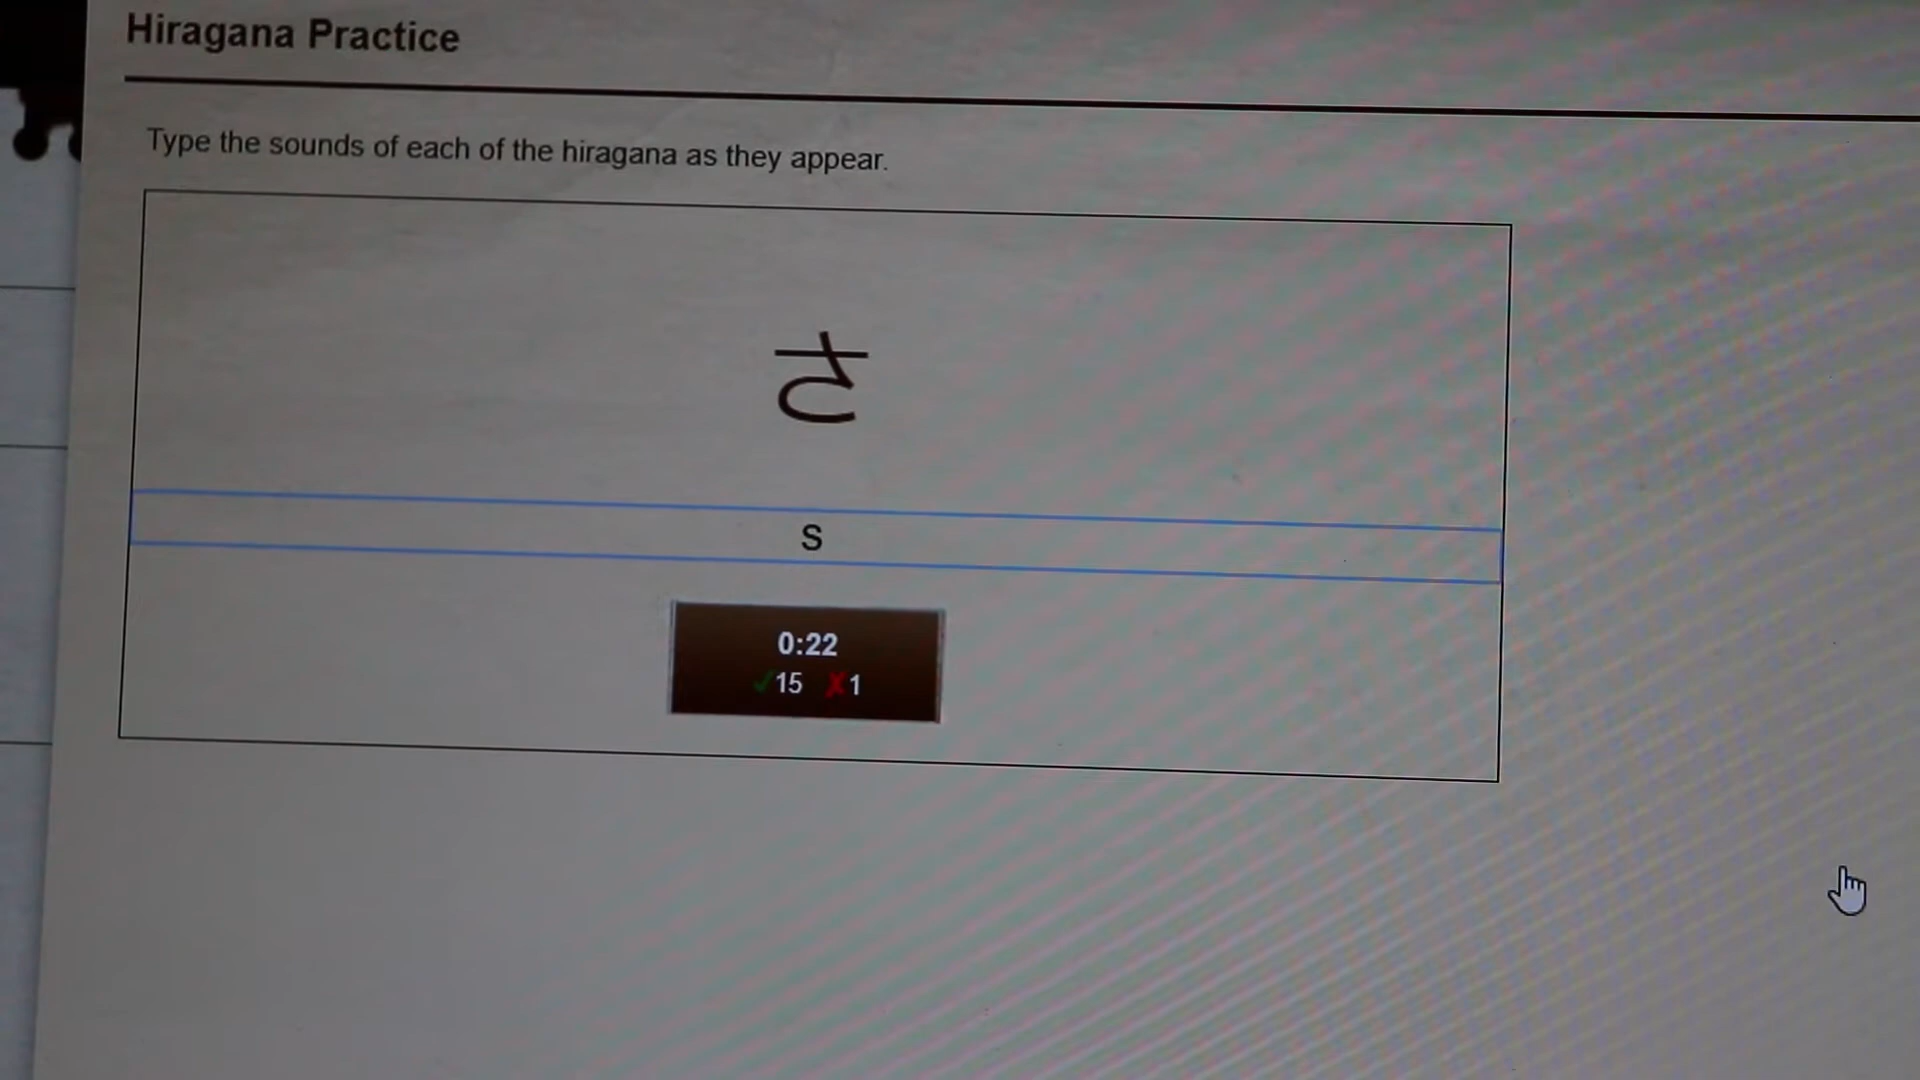 Hiragana Practice
Type the sounds of each of the hiragana as they appear.
さ
s
0:22
✓15 ✗1